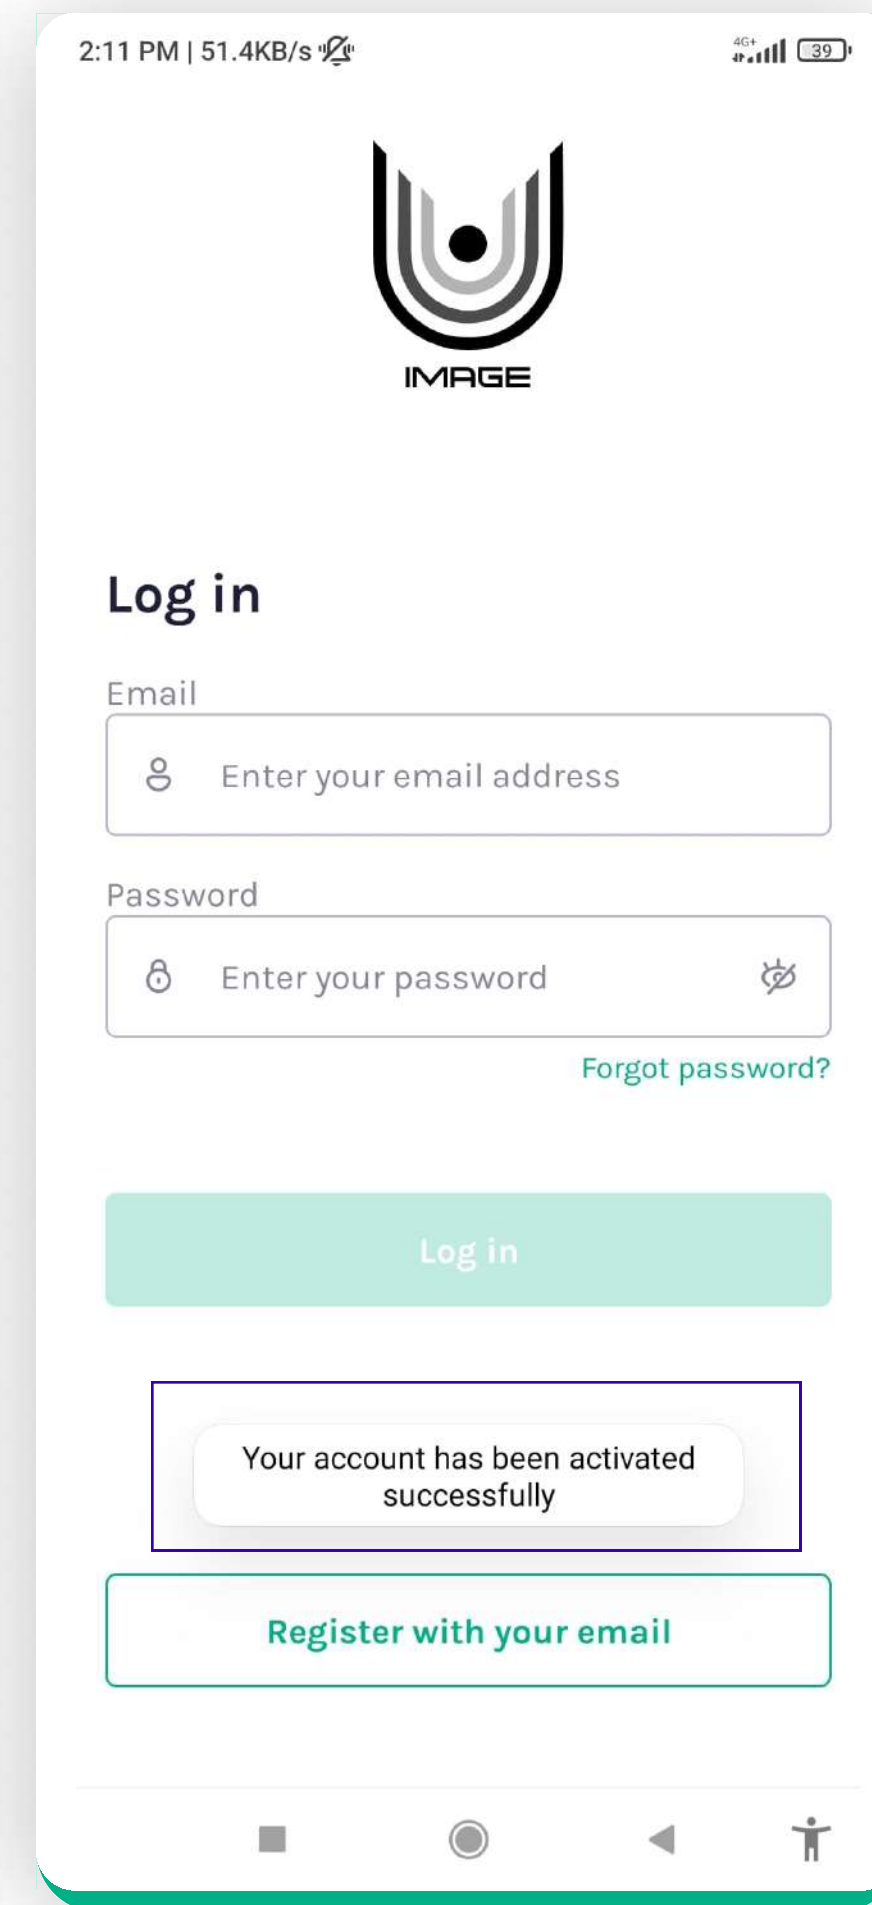 2:11 PM | 51.4KB/s
4G+
39
IMAGE
Log in
Email
Enter your email address
Password
Enter your password
Forgot password?
Log in
Your account has been activated
successfully
Register with your email